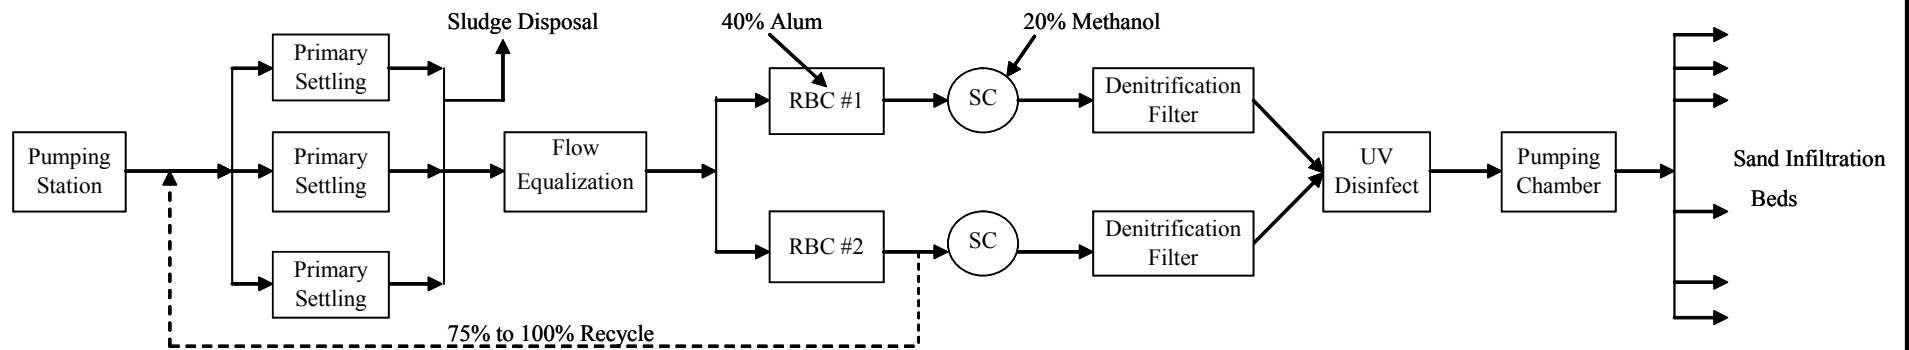 Sludge Disposal
40% Alum
20% Methanol
Primary
Settling
Pumping
Station
Primary
Settling
Primary
Settling
Flow
Equalization
RBC #1
SC
Denitrification
Filter
RBC #2
SC
Denitrification
Filter
UV
Disinfect
Pumping
Chamber
Sand Infiltration
Beds
75% to 100% Recycle